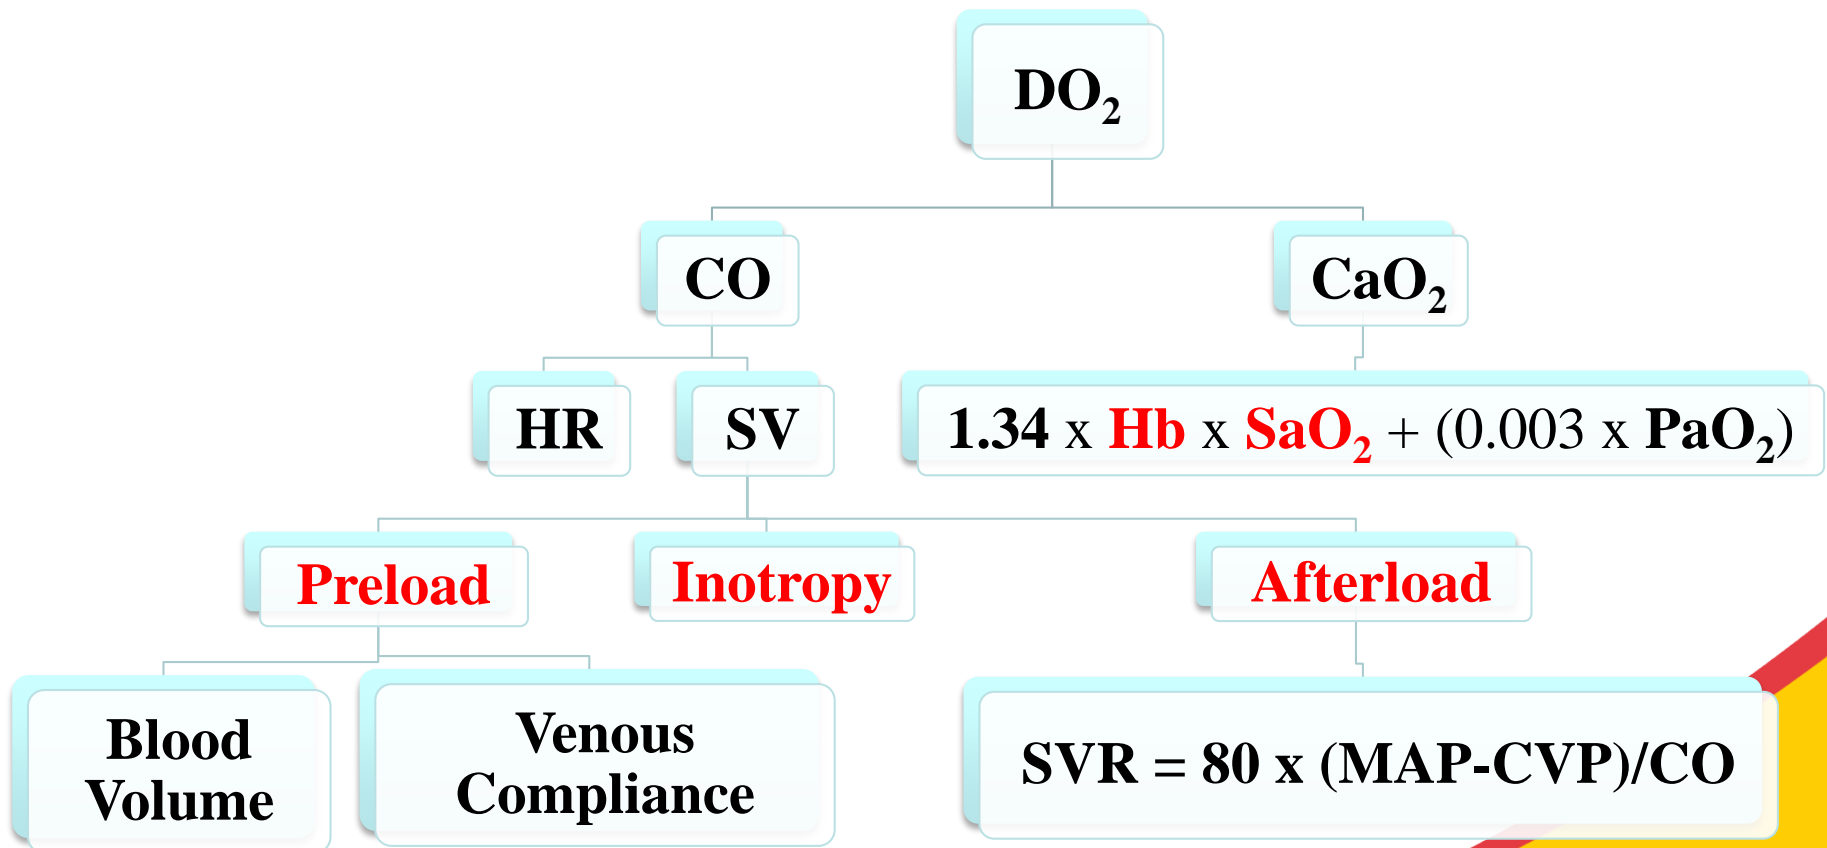 DO₂
CO
CaO₂
HR
SV
1.34 x Hb x SaO₂ + (0.003 x PaO₂)
Preload
Inotropy
Afterload
Blood
Volume
Venous
Compliance
SVR = 80 x (MAP-CVP)/CO